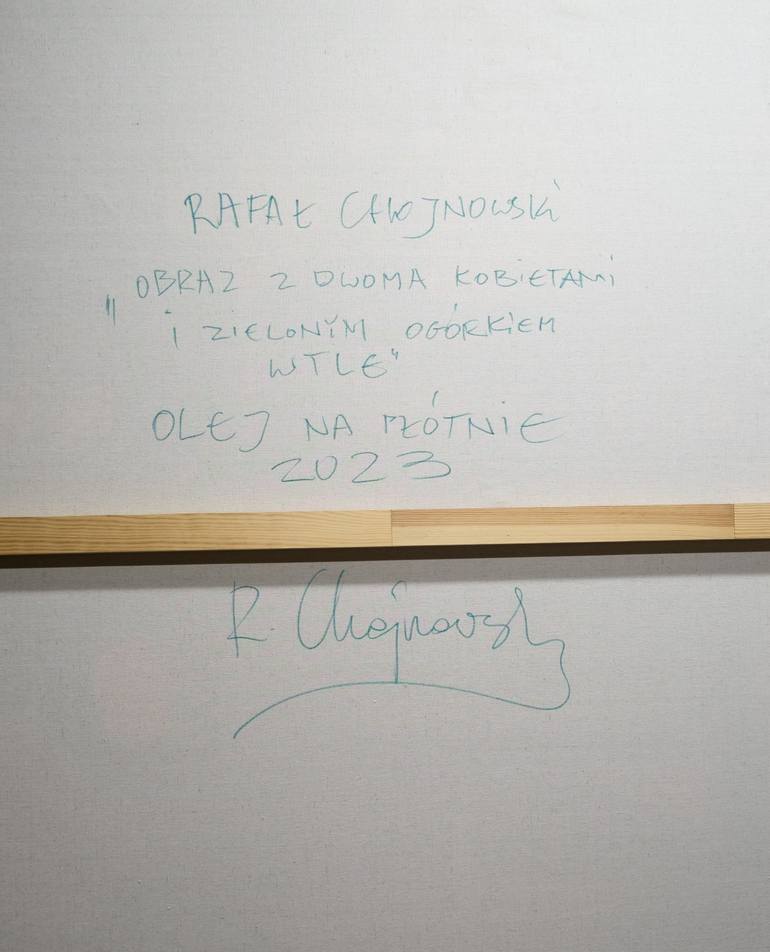 RAFAŁ CHOJNOWSKI
„OBRAZ Z DWOMA KOBIETAMI
I ZIELONYM OGÓRKIEM
W TLE"
OLEJ NA PŁÓTNIE
2023
R. Chojnowski